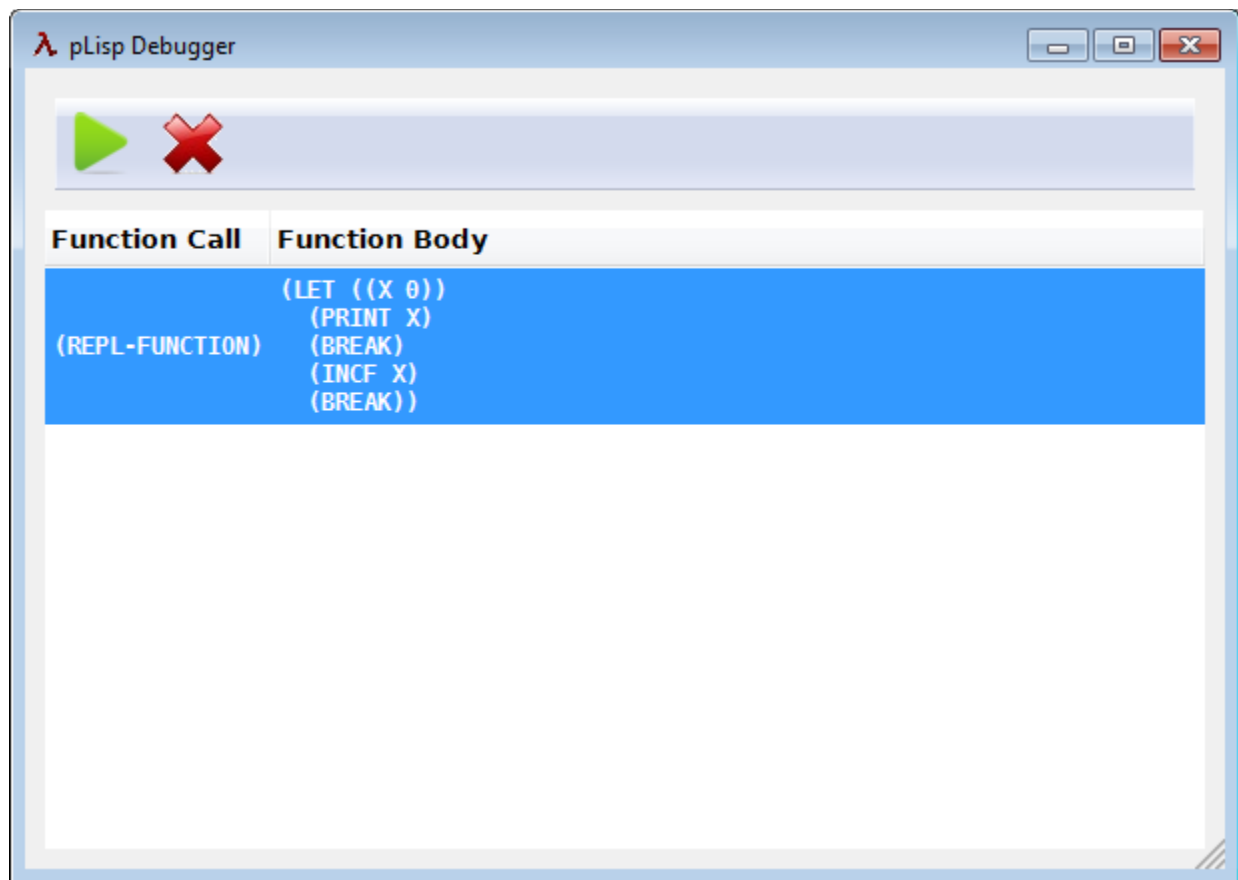 pLisp Debugger
Function Call Function Body
(LET ((X 0))
(PRINT X)
(REPL-FUNCTION) (BREAK)
(INCF X)
(BREAK))